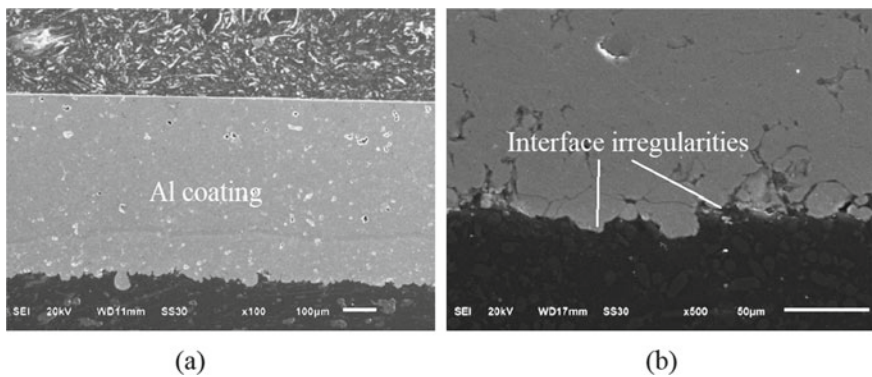 Al coating
SEI 20kV WD11mm SS30 x100 100μm
(a)
Interface irregularities
SEI 20kV WD17mm SS30 x500 50μm
(b)